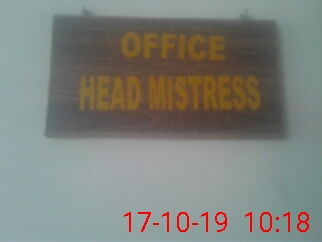 OFFICE
HEAD MISTRESS
17-10-19 10:18